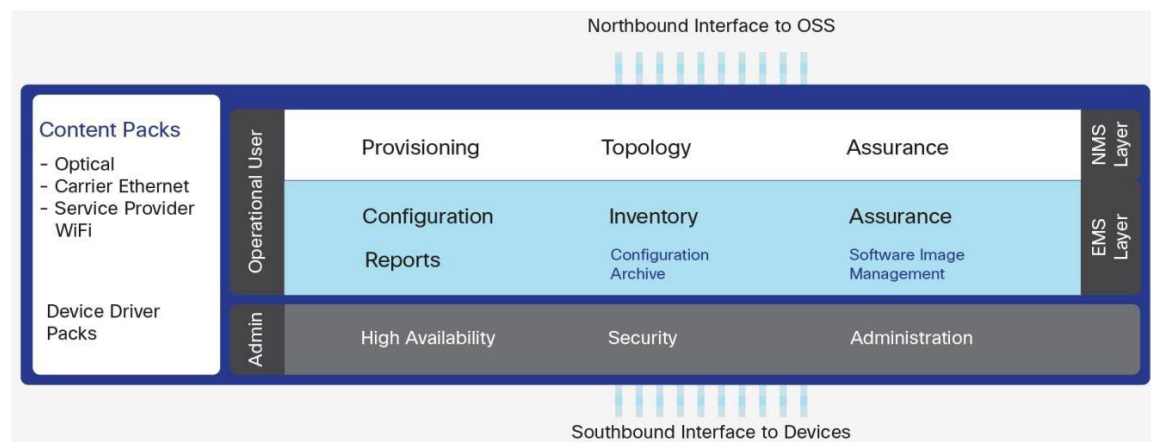 Northbound Interface to OSS
Content Packs
- Optical
- Carrier Ethernet
- Service Provider
WiFi
Device Driver
Packs
Operational User
Provisioning
Topology
Assurance
NMS
Layer
Configuration
Inventory
Assurance
Reports
Configuration
Archive
Software Image
Management
EMS
Layer
Admin
High Availability
Security
Administration
Southbound Interface to Devices